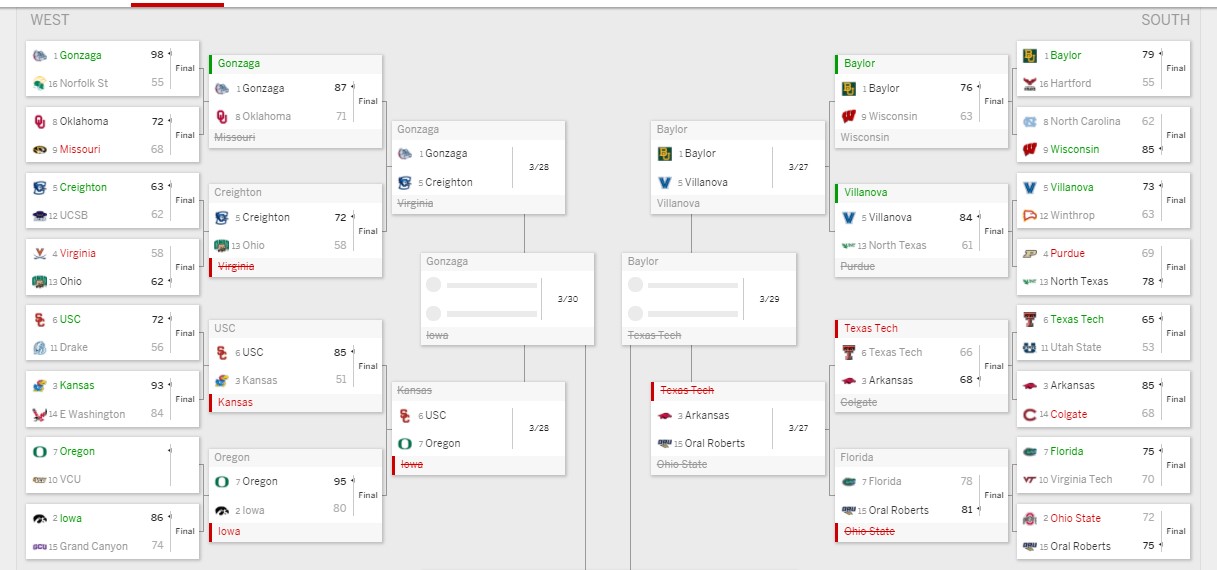 WEST
SOUTH
1 Gonzaga 98
16 Norfolk St 55
Final
8 Oklahoma 72
9 Missouri 68
Final
5 Creighton 63
12 UCSB 62
Final
4 Virginia 58
13 Ohio 62
Final
6 USC 72
11 Drake 56
Final
3 Kansas 93
14 E Washington 84
Final
7 Oregon
10 VCU
2 Iowa 86
15 Grand Canyon 74
Final
Gonzaga
1 Gonzaga 87
8 Oklahoma 71
Final
Missouri
Creighton
5 Creighton 72
13 Ohio 58
Final
Virginia
USC
6 USC 85
3 Kansas 51
Final
Kansas
Oregon
7 Oregon 95
2 Iowa 80
Final
Iowa
Gonzaga
1 Gonzaga
5 Creighton
3/28
Virginia
Gonzaga
3/30
Iowa
Kansas
6 USC
7 Oregon
3/28
Iowa
Baylor
1 Baylor
5 Villanova
3/27
Villanova
Baylor
3/29
Texas Tech
Texas Tech
3 Arkansas
15 Oral Roberts
3/27
Ohio State
Baylor
1 Baylor 76
9 Wisconsin 63
Final
Wisconsin
Villanova
5 Villanova 84
13 North Texas 61
Final
Purdue
Texas Tech
6 Texas Tech 66
3 Arkansas 68
Final
Colgate
Florida
7 Florida 78
15 Oral Roberts 81
Final
Ohio State
1 Baylor 79
16 Hartford 55
Final
8 North Carolina 62
9 Wisconsin 85
Final
5 Villanova 73
12 Winthrop 63
Final
4 Purdue 69
13 North Texas 78
Final
6 Texas Tech 65
11 Utah State 53
Final
3 Arkansas 85
14 Colgate 68
Final
7 Florida 75
10 Virginia Tech 70
Final
2 Ohio State 72
15 Oral Roberts 75
Final